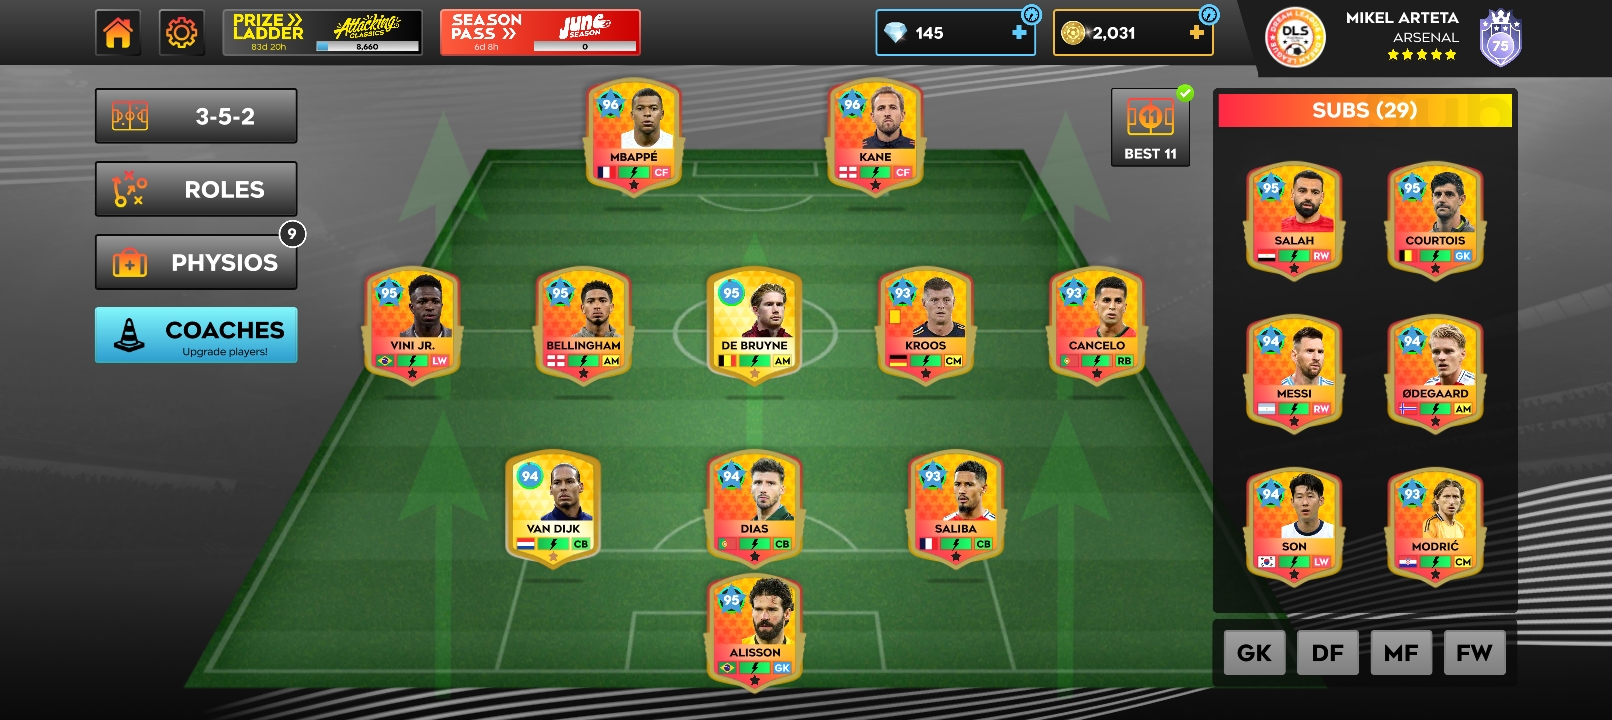 PRIZE
LADDER
83d 20h
Attacking
CLASSICS
8,660
SEASON
PASS
6d 8h
June
SEASON
0
145
2,031
DREAM LEAGUE
DLS
MIKEL ARTETA
ARSENAL
75
3-5-2
ROLES
PHYSIOS
9
COACHES
Upgrade players!
11
BEST 11
96
MBAPPÉ
CF
96
KANE
CF
95
VINI JR.
LW
95
BELLINGHAM
AM
95
DE BRUYNE
AM
93
KROOS
CM
93
CANCELO
RB
94
VAN DIJK
CB
94
DIAS
CB
93
SALIBA
CB
95
ALISSON
GK
SUBS (29)
95
SALAH
RW
95
COURTOIS
GK
94
MESSI
RW
94
ØDEGAARD
AM
94
SON
LW
93
MODRIĆ
CM
GK
DF
MF
FW